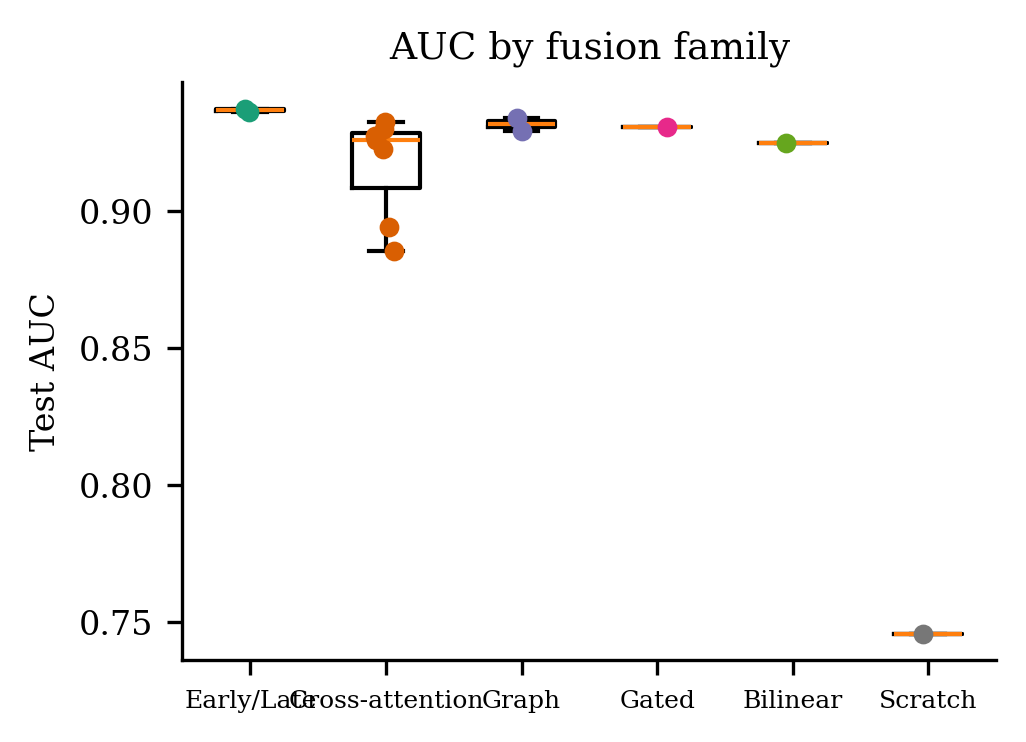 AUC by fusion family
Test AUC
0.90
0.85
0.80
0.75
Early/Late Cross-attention Graph Gated Bilinear Scratch